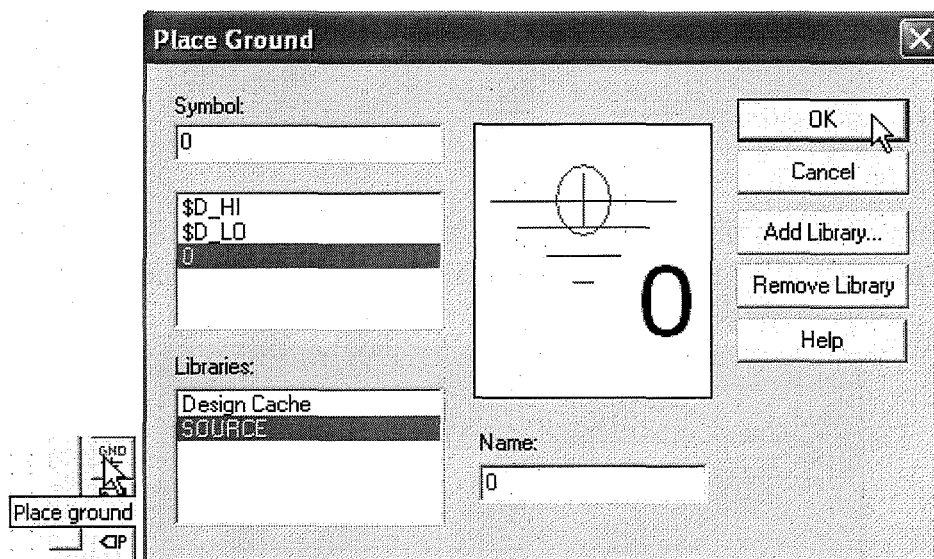 Place Ground
Symbol:
0
$D_HI
$D_LO
0
Libraries:
Design Cache
SOURCE
0
Name:
0
OK
Cancel
Add Library...
Remove Library
Help
GND
Place ground